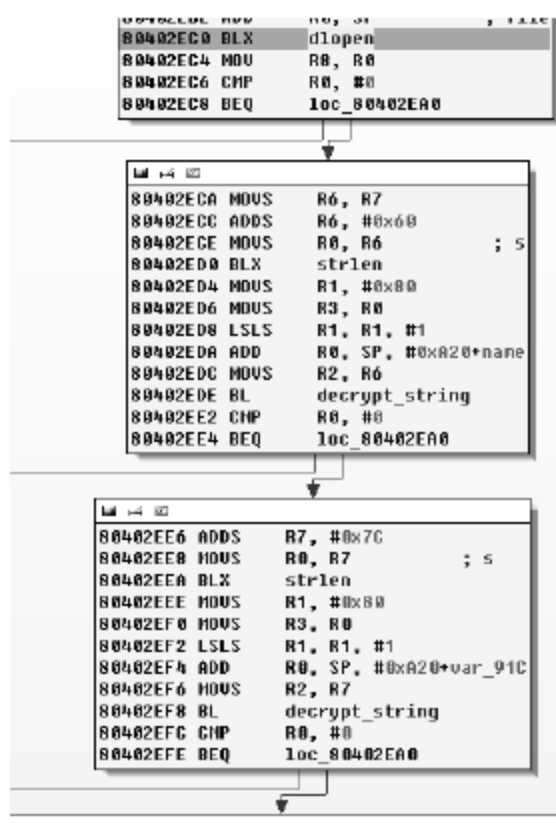 80402EC0 BLX dlopen
80402EC4 MOV R8, R0
80402EC6 CMP R0, #0
80402EC8 BEQ loc_80402EA0
80402ECA MOVS R6, R7
80402ECC ADDS R6, #0x60
80402ECE MOVS R0, R6 ; s
80402ED0 BLX strlen
80402ED4 MOVS R1, #0x80
80402ED6 MOVS R3, R0
80402ED8 LSLS R1, R1, #1
80402EDA ADD R0, SP, #0xA20+name
80402EDC MOVS R2, R6
80402EDE BL decrypt_string
80402EE2 CMP R0, #0
80402EE4 BEQ loc_80402EA0
80402EE6 ADDS R7, #0x7C
80402EE8 MOVS R0, R7 ; s
80402EEA BLX strlen
80402EEE MOVS R1, #0x80
80402EF0 MOVS R3, R0
80402EF2 LSLS R1, R1, #1
80402EF4 ADD R0, SP, #0xA20+var_91C
80402EF6 MOVS R2, R7
80402EF8 BL decrypt_string
80402EFC CMP R0, #0
80402EFE BEQ loc_80402EA0